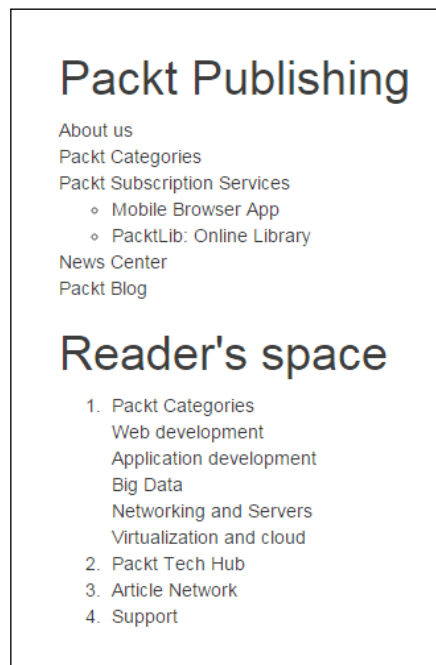 Packt Publishing
About us
Packt Categories
Packt Subscription Services
Mobile Browser App
PacktLib: Online Library
News Center
Packt Blog
Reader's space
1. Packt Categories
Web development
Application development
Big Data
Networking and Servers
Virtualization and cloud
2. Packt Tech Hub
3. Article Network
4. Support